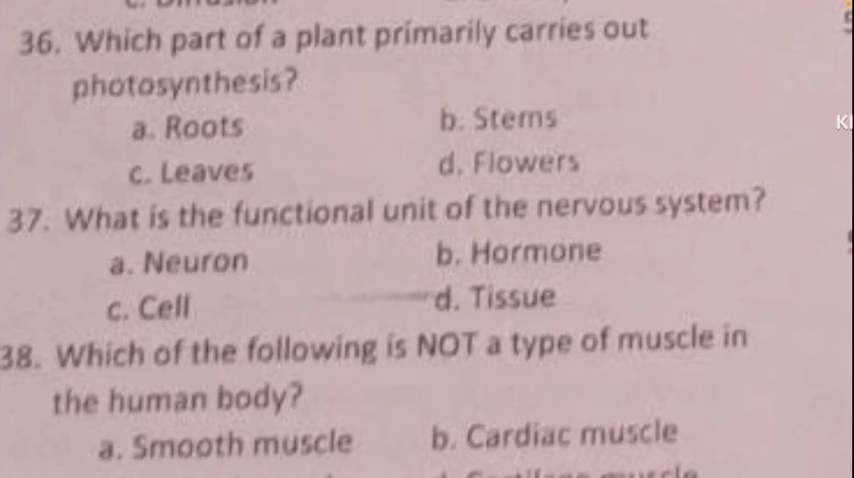 36. Which part of a plant primarily carries out
photosynthesis?
a. Roots b. Stems
c. Leaves d. Flowers
37. What is the functional unit of the nervous system?
a. Neuron b. Hormone
c. Cell d. Tissue
38. Which of the following is NOT a type of muscle in
the human body?
a. Smooth muscle b. Cardiac muscle